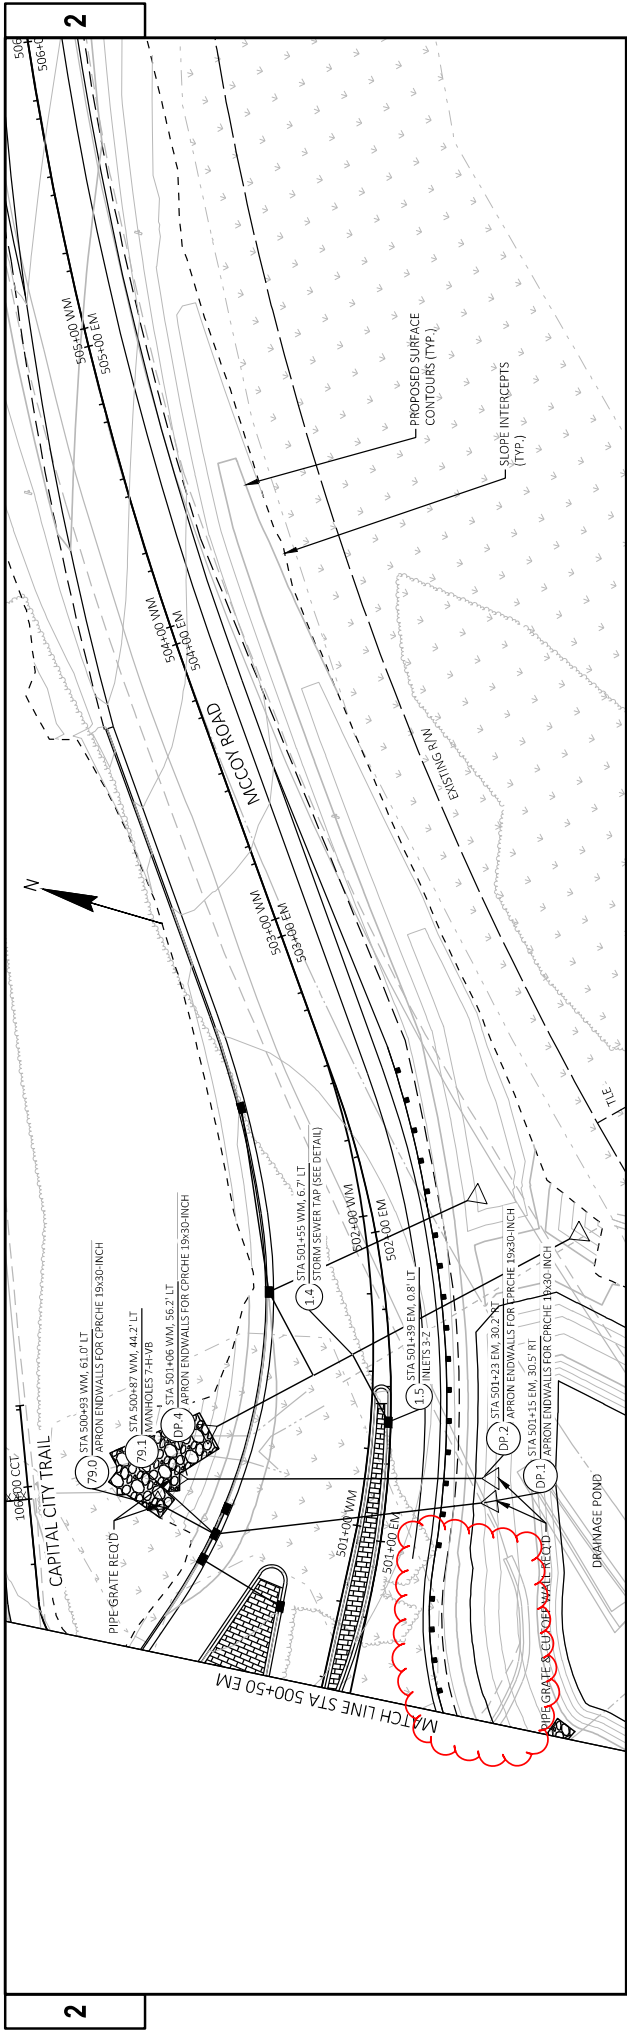 2
506
506+0
505+00 WM
505+00 EM
504+00 WM
504+00 EM
MCCOY ROAD
503+00 WM
503+00 EM
PROPOSED SURFACE
CONTOURS (TYP.)
SLOPE INTERCEPTS
(TYP.)
EXISTING R/W
N
TLE
106+00 CCT
CAPITAL CITY TRAIL
79.0
STA 500+93 WM, 61.0' LT
APRON ENDWALLS FOR CPRCHE 19x30-INCH
79.1
STA 500+87 WM, 44.2' LT
MANHOLES 7-H-VB
DP.4
STA 501+06 WM, 56.2' LT
APRON ENDWALLS FOR CPRCHE 19x30-INCH
PIPE GRATE REQ'D
1.4
STA 501+55 WM, 6.7' LT
STORM SEWER TAP (SEE DETAIL)
502+00 WM
502+00 EM
1.5
STA 501+39 EM, 0.8' LT
INLETS 3-Z
501+00 WM
501+00 EM
DP.2
STA 501+23 EM, 30.2' RT
APRON ENDWALLS FOR CPRCHE 19x30-INCH
DP.1
STA 501+15 EM, 30.5' RT
APRON ENDWALLS FOR CPRCHE 19x30-INCH
PIPE GRATE & CUTOFF WALL REQ'D
DRAINAGE POND
MATCH LINE STA 500+50 EM
2